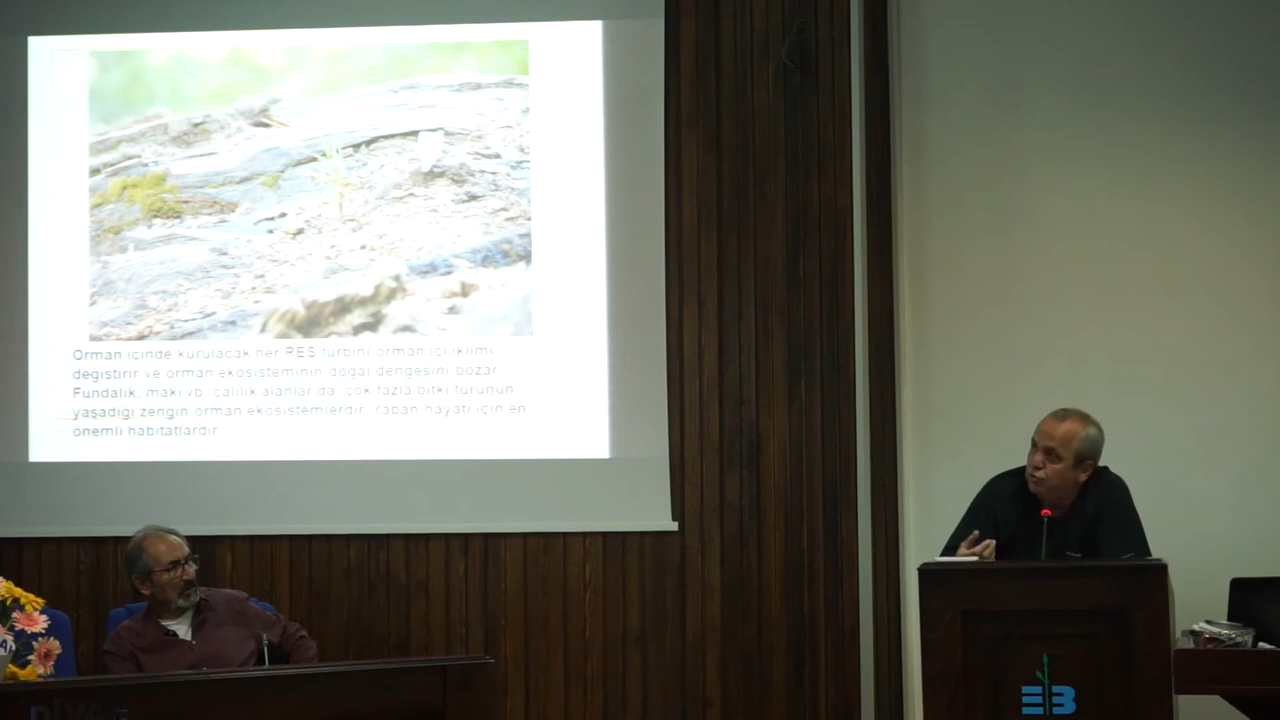 Orman içinde kurulacak her RES türbini orman içi iklimi
değiştirir ve orman ekosisteminin doğal dengesini bozar.
Fundalık, maki vb. çalılık alanlar da, çok fazla bitki türünün
yaşadığı zengin orman ekosistemlerdir. Yaban hayatı için en
önemli habitatlardır